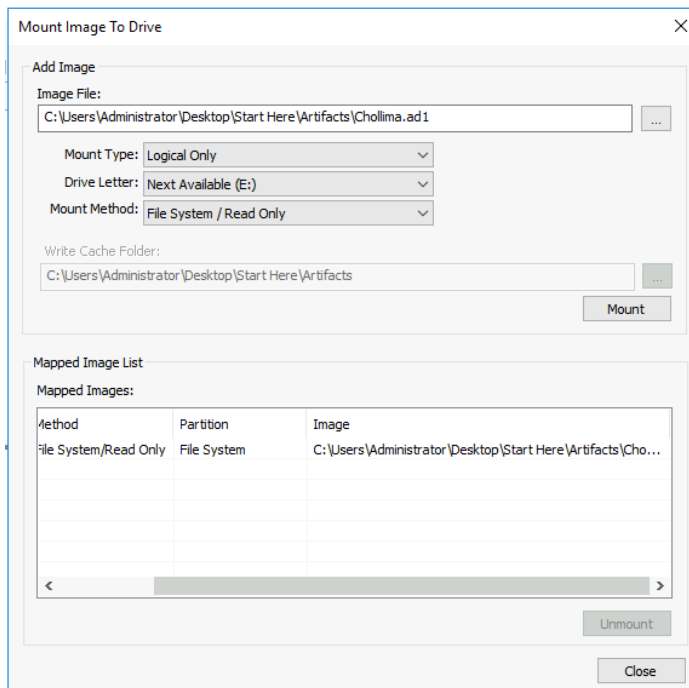 Mount Image To Drive
Add Image
Image File:
C:\Users\Administrator\Desktop\Start Here\Artifacts\Chollima.ad1
...
Mount Type: Logical Only
Drive Letter: Next Available (E:)
Mount Method: File System / Read Only
Write Cache Folder:
C:\Users\Administrator\Desktop\Start Here\Artifacts
...
Mount
Mapped Image List
Mapped Images:
Method Partition Image
File System/Read Only File System C:\Users\Administrator\Desktop\Start Here\Artifacts\Cho...
Unmount
Close